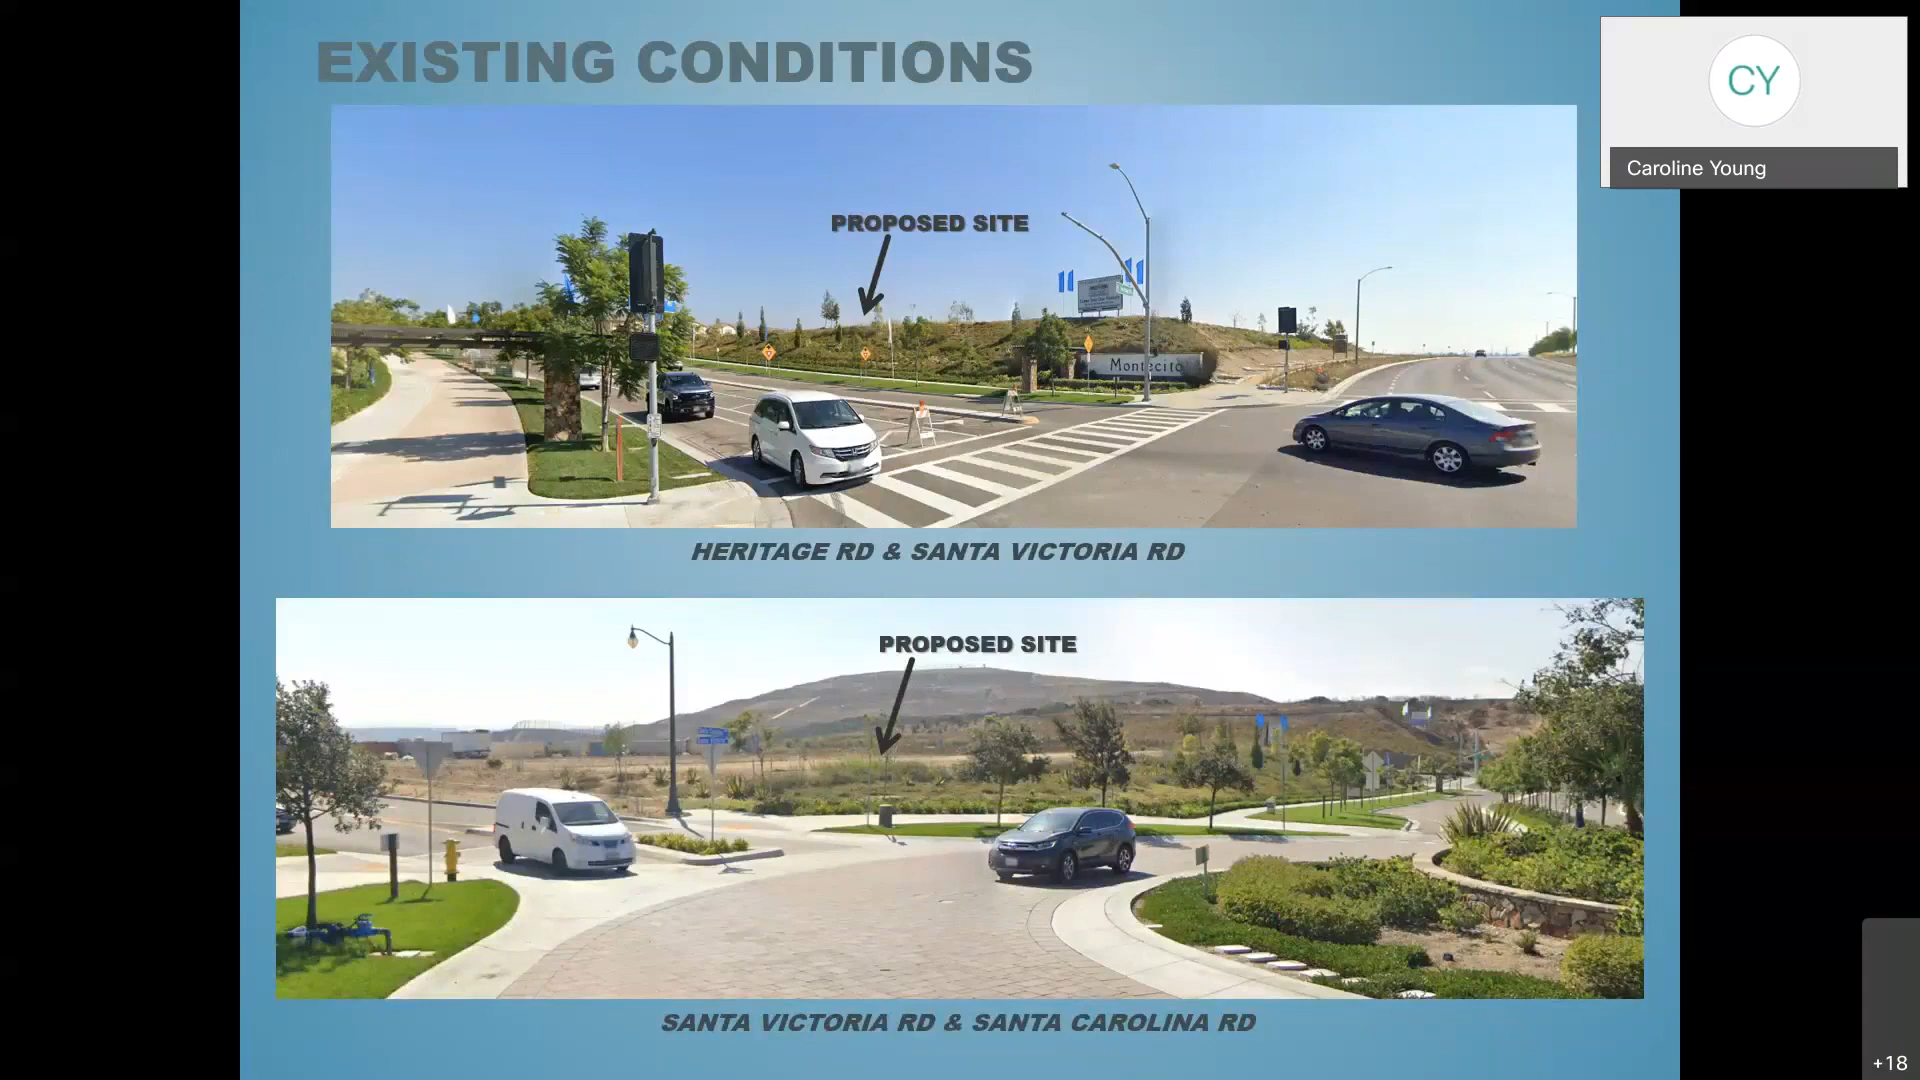 EXISTING CONDITIONS
CY
Caroline Young
PROPOSED SITE
Montecito
HERITAGE RD & SANTA VICTORIA RD
PROPOSED SITE
SANTA VICTORIA RD & SANTA CAROLINA RD
+18